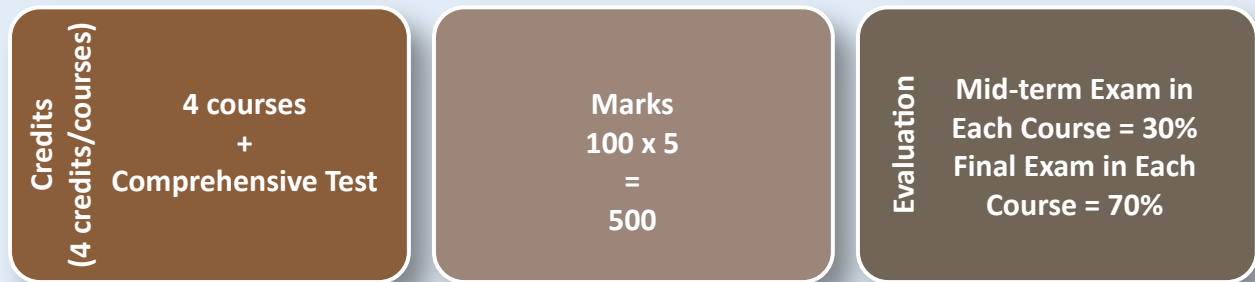 Credits
(4 credits/courses)
4 courses
+
Comprehensive Test
Marks
100 x 5
=
500
Evaluation
Mid-term Exam in
Each Course = 30%
Final Exam in Each
Course = 70%